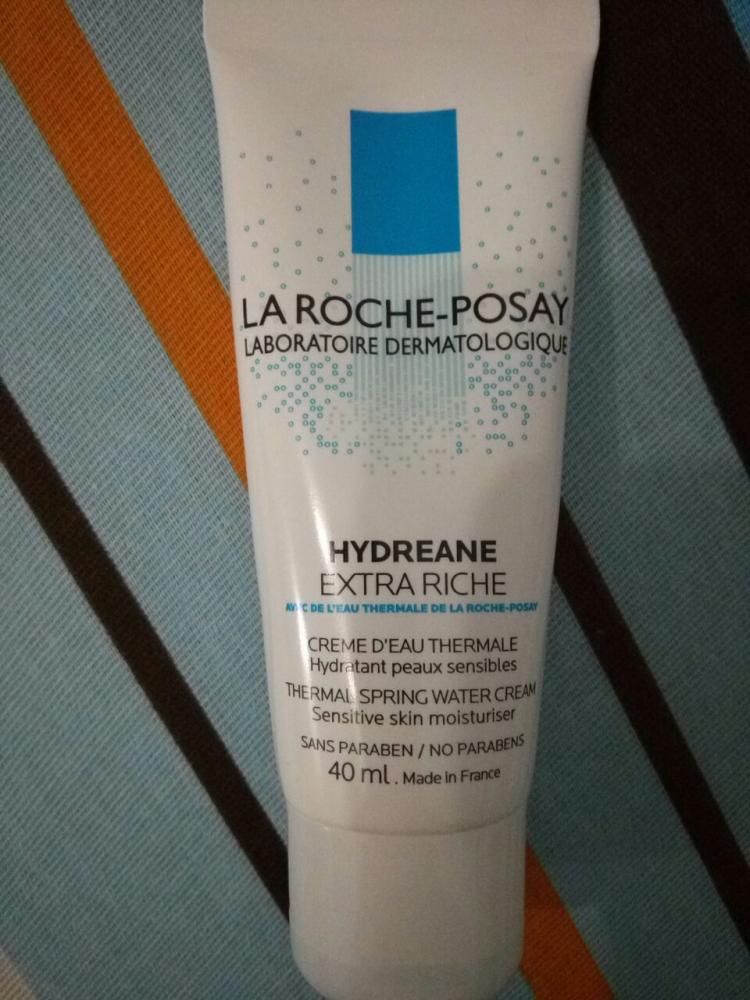 LA ROCHE-POSAY
LABORATOIRE DERMATOLOGIQUE
HYDREANE
EXTRA RICHE
AVEC DE L'EAU THERMALE DE LA ROCHE-POSAY
CREME D'EAU THERMALE
Hydratant peaux sensibles
THERMAL SPRING WATER CREAM
Sensitive skin moisturiser
SANS PARABEN / NO PARABENS
40 ml . Made in France